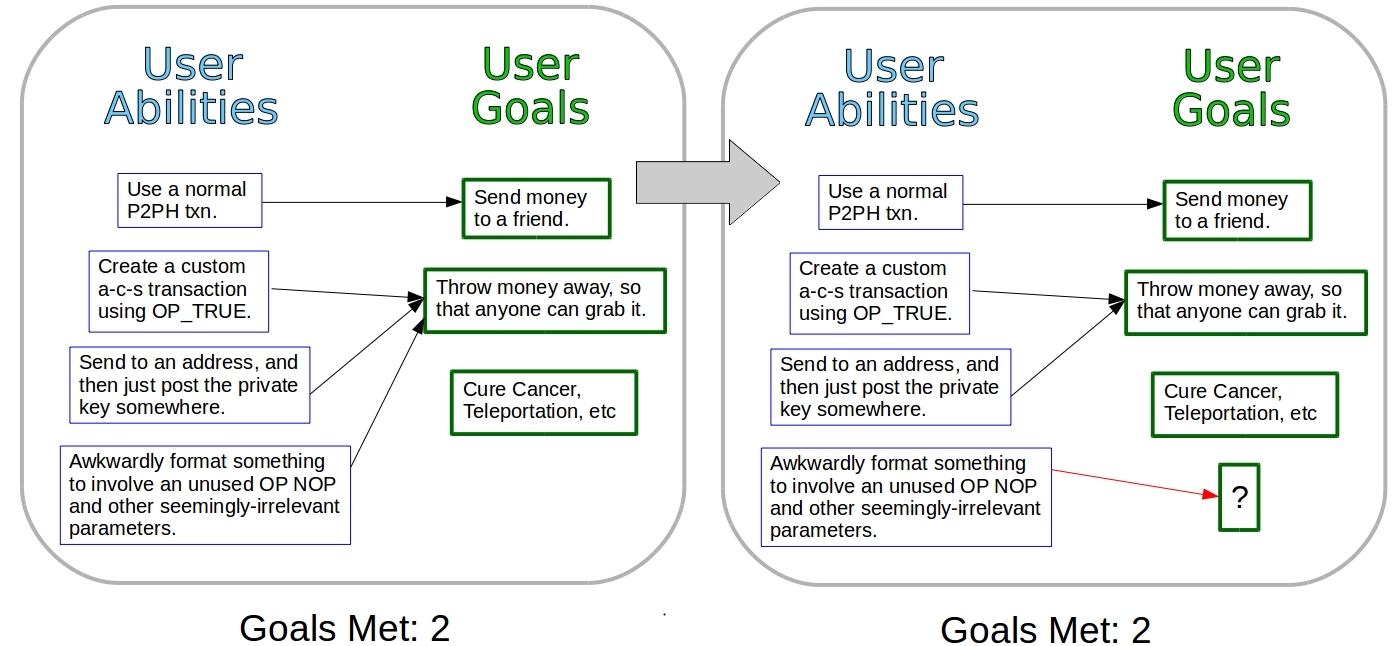 User
Abilities
User
Goals
Use a normal
P2PH txn.
Send money
to a friend.
Create a custom
a-c-s transaction
using OP_TRUE.
Throw money away, so
that anyone can grab it.
Send to an address, and
then just post the private
key somewhere.
Cure Cancer,
Teleportation, etc
Awkwardly format something
to involve an unused OP NOP
and other seemingly-irrelevant
parameters.
Goals Met: 2
User
Abilities
User
Goals
Use a normal
P2PH txn.
Send money
to a friend.
Create a custom
a-c-s transaction
using OP_TRUE.
Throw money away, so
that anyone can grab it.
Send to an address, and
then just post the private
key somewhere.
Cure Cancer,
Teleportation, etc
Awkwardly format something
to involve an unused OP NOP
and other seemingly-irrelevant
parameters.
?
Goals Met: 2